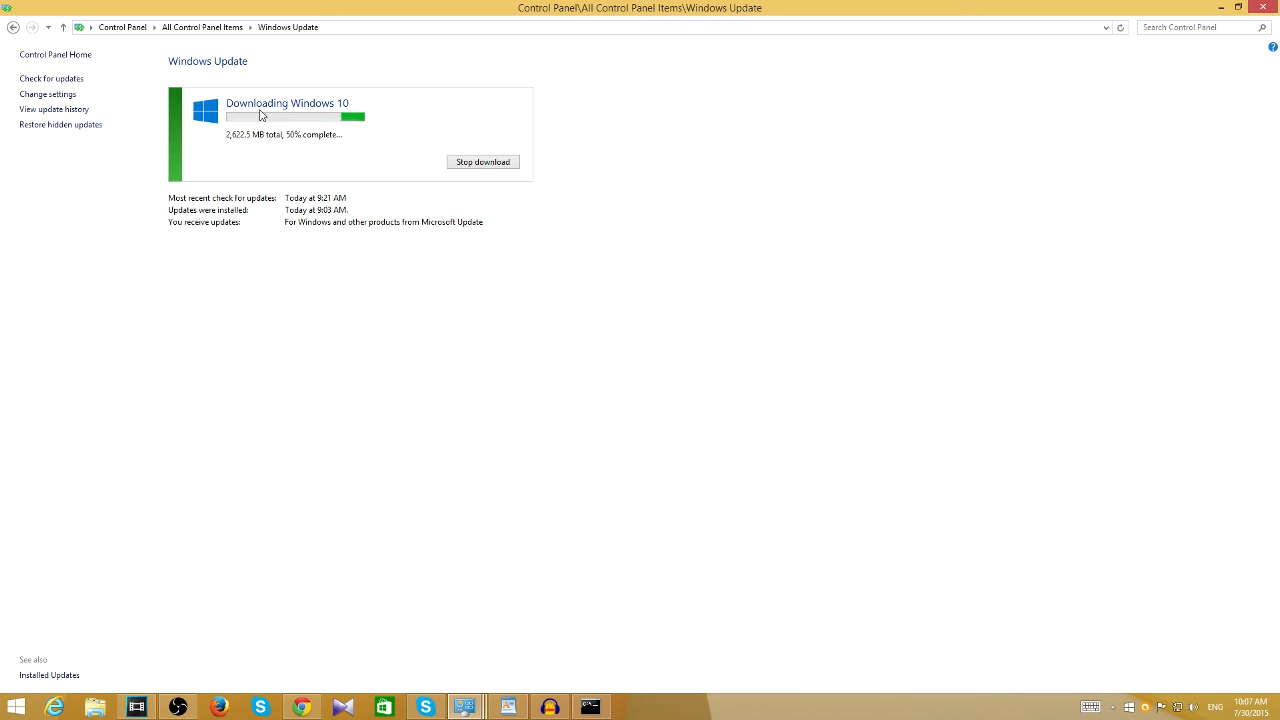 Control Panel\All Control Panel Items\Windows Update
Control Panel All Control Panel Items Windows Update
Search Control Panel
Control Panel Home
Check for updates
Change settings
View update history
Restore hidden updates
Windows Update
Downloading Windows 10
2,622.5 MB total, 50% complete...
Stop download
Most recent check for updates: Today at 9:21 AM
Updates were installed: Today at 9:03 AM.
You receive updates: For Windows and other products from Microsoft Update
See also
Installed Updates
ENG
10:07 AM
7/30/2015